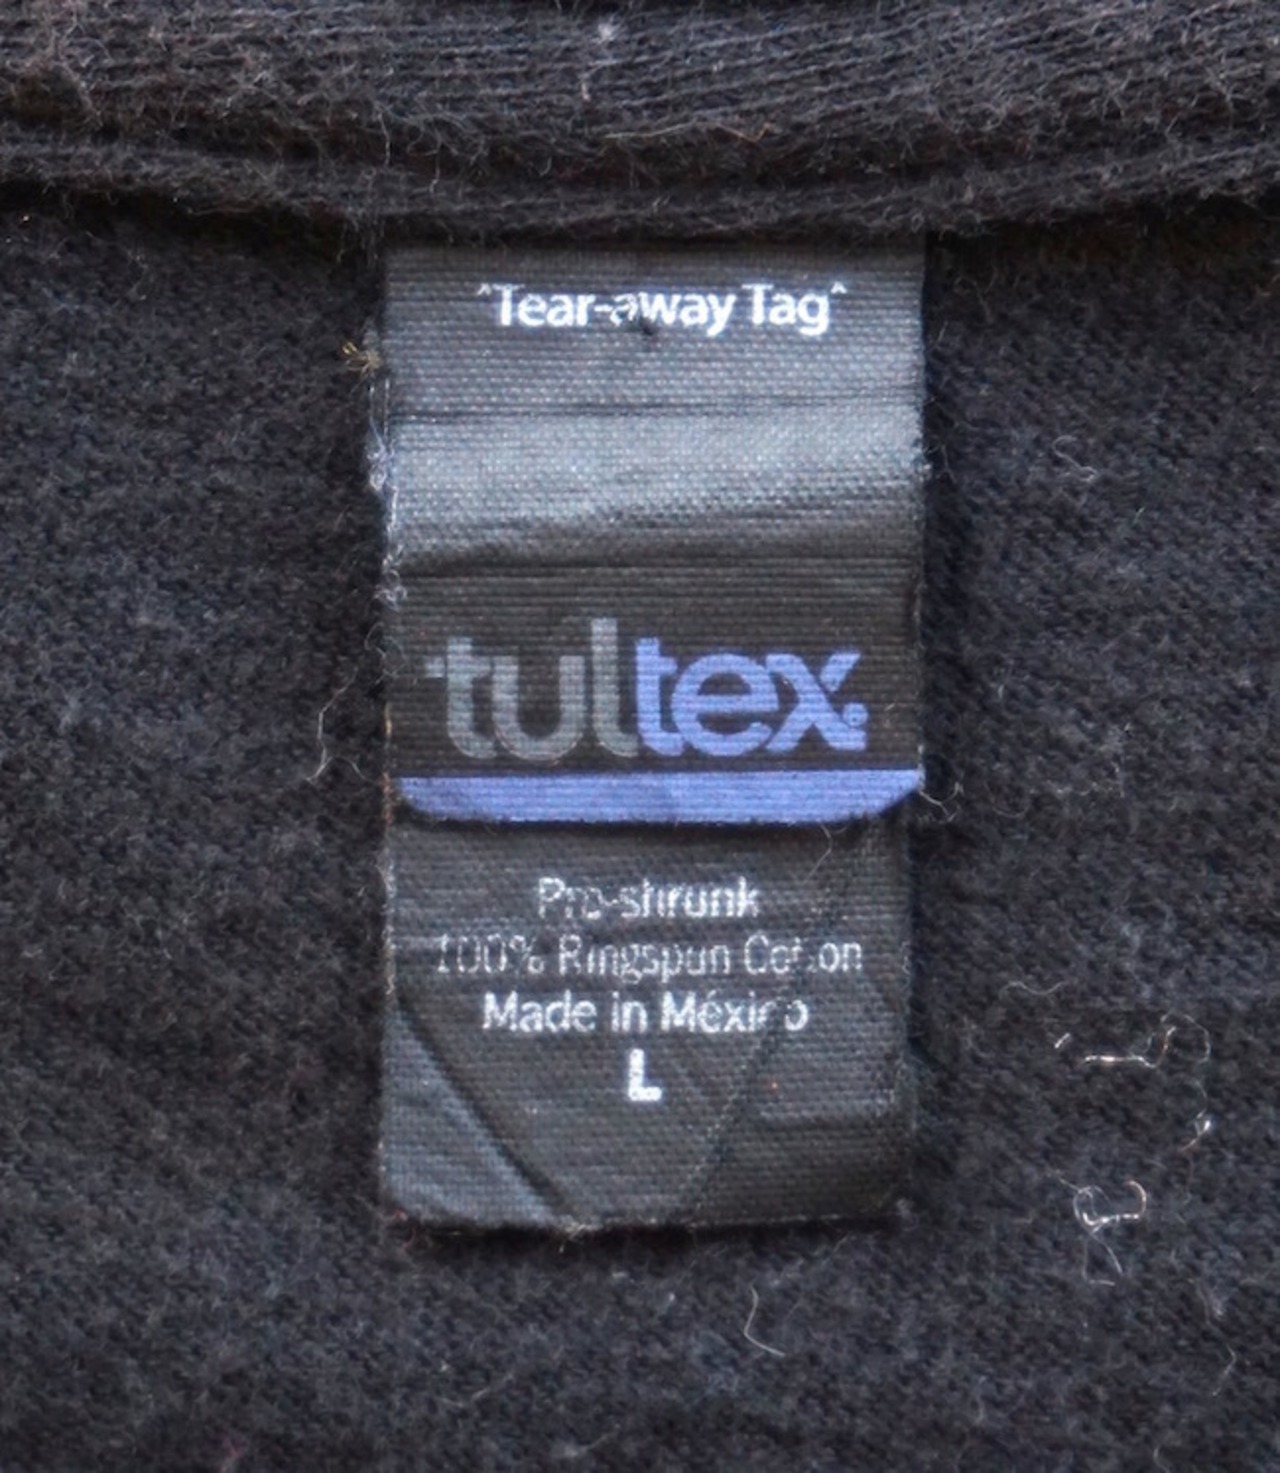 ^Tear-away Tag^
tultex®
Pre-shrunk
100% Ringspun Cotton
Made in México
L